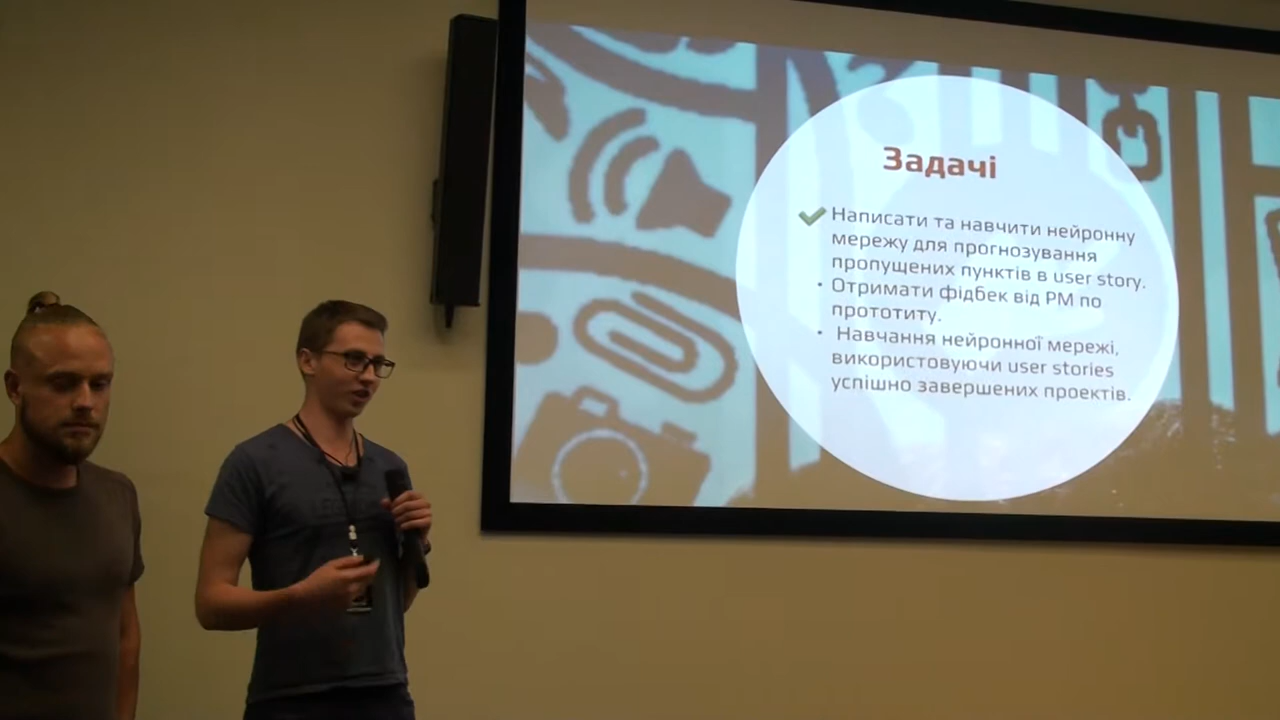 Задачі
Написати та навчити нейронну
мережу для прогнозування
пропущених пунктів в user story.
• Отримати фідбек від PM по
прототиту.
• Навчання нейронної мережі,
використовуючи user stories
успішно завершених проектів.